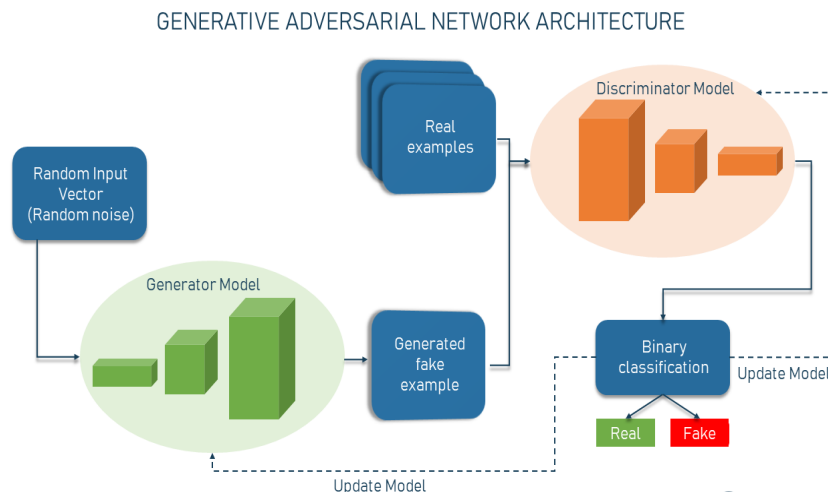 GENERATIVE ADVERSARIAL NETWORK ARCHITECTURE
Discriminator Model
Real
examples
Random Input
Vector
(Random noise)
Generator Model
Generated
fake
example
Binary
classification
Update Model
Real
Fake
Update Model